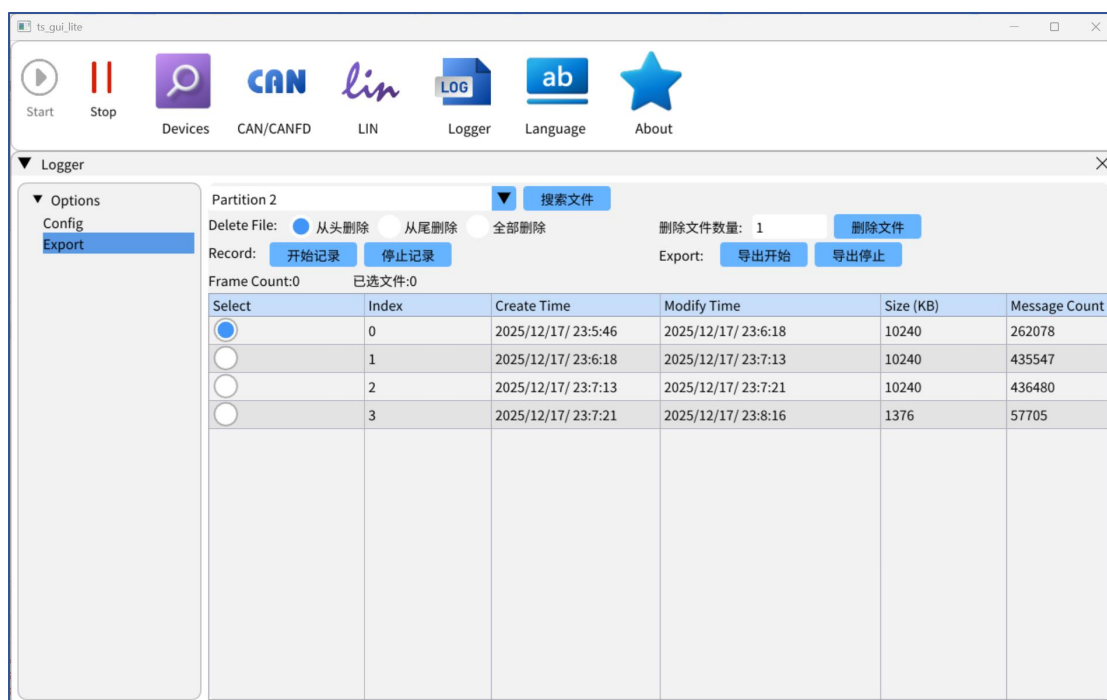 ts_gui_lite
CAN lin LOG ab
Start Stop Devices CAN/CANFD LIN Logger Language About
Logger
Options
Config
Export
Partition 2 搜索文件
Delete File: 从头删除 从尾删除 全部删除 删除文件数量: 1 删除文件
Record: 开始记录 停止记录 Export: 导出开始 导出停止
Frame Count:0 已选文件:0
Select Index Create Time Modify Time Size (KB) Message Count
0 2025/12/17/ 23:5:46 2025/12/17/ 23:6:18 10240 262078
1 2025/12/17/ 23:6:18 2025/12/17/ 23:7:13 10240 435547
2 2025/12/17/ 23:7:13 2025/12/17/ 23:7:21 10240 436480
3 2025/12/17/ 23:7:21 2025/12/17/ 23:8:16 1376 57705